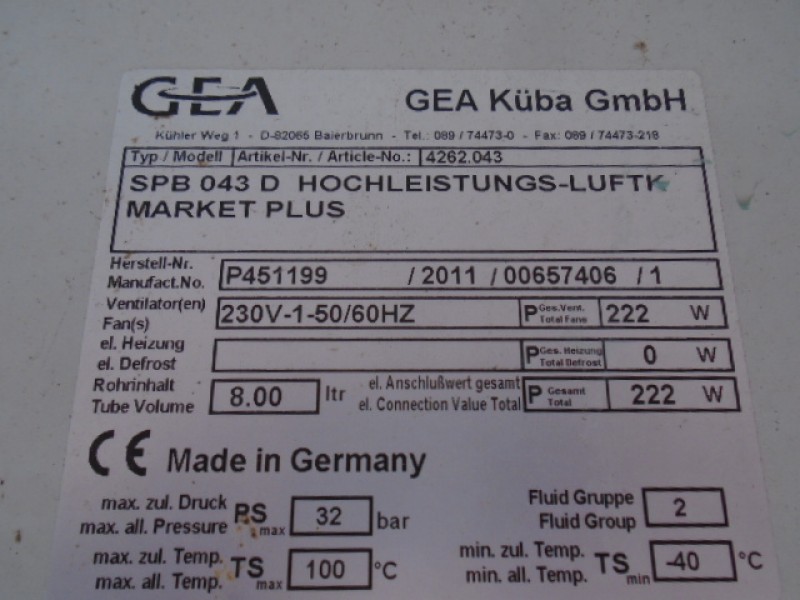 GEA GEA Küba GmbH
Kühler Weg 1 - D-82065 Baierbrunn - Tel.: 089 / 74473-0 - Fax: 089 / 74473-218
Typ / Modell Artikel-Nr. / Article-No.: 4262.043
SPB 043 D HOCHLEISTUNGS-LUFTK
MARKET PLUS
Herstell-Nr.
Manufact.No. P451199 / 2011 / 00657406 / 1
Ventilator(en)
Fan(s) 230V-1-50/60HZ P Ges.Vent. Total Fans 222 W
el. Heizung
el. Defrost P Ges. Heizung Total Defrost 0 W
Rohrinhalt
Tube Volume 8.00 ltr el. Anschlußwert gesamt
el. Connection Value Total P Gesamt Total 222 W
CE Made in Germany
max. zul. Druck
max. all. Pressure PS max 32 bar
Fluid Gruppe
Fluid Group 2
max. zul. Temp.
max. all. Temp. TS max 100 °C
min. zul. Temp.
min. all. Temp. TS min -40 °C